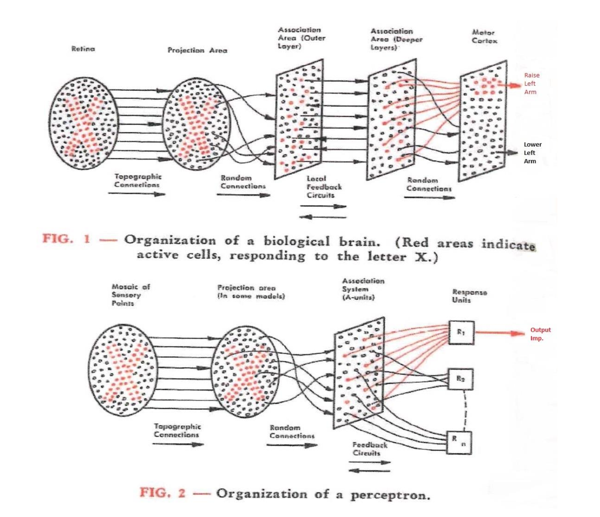 Retina
Projection Area
Association
Area (Outer
Layer)
Association
Area (Deeper
Layers)
Motor
Cortex
Raise
Left
Arm
Lower
Left
Arm
Topographic
Connections
Random
Connections
Local
Feedback
Circuits
Random
Connections
FIG. 1 — Organization of a biological brain. (Red areas indicate
active cells, responding to the letter X.)
Mosaic of
Sensory
Points
Projection area
(In some models)
Association
System
(A-units)
Response
Units
R1
R2
R n
Output
Imp.
Topographic
Connections
Random
Connections
Feedback
Circuits
FIG. 2 — Organization of a perceptron.